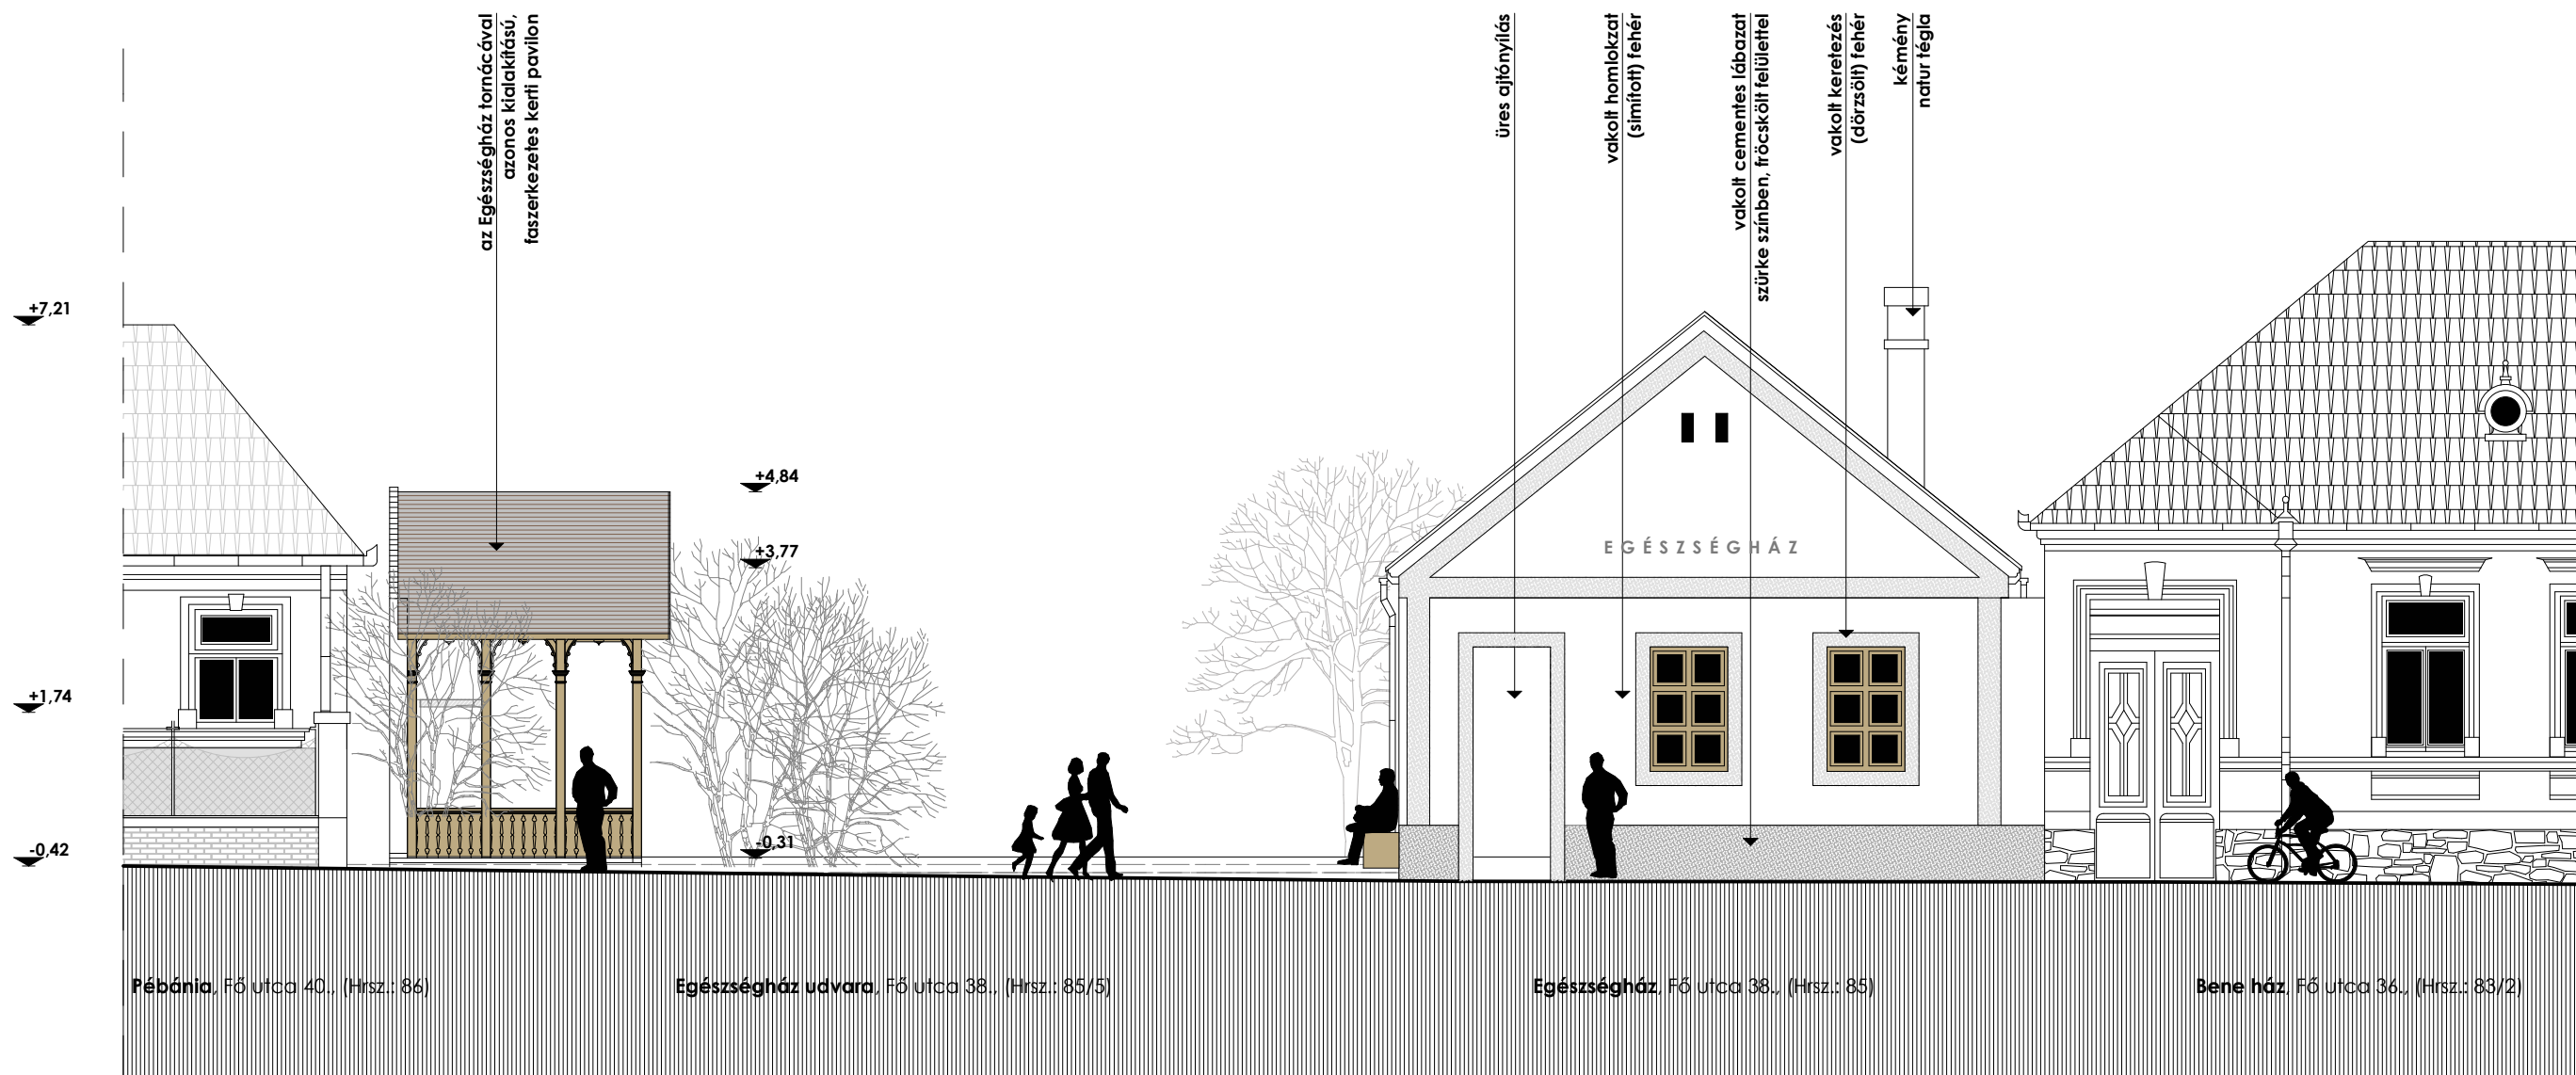 az Egészségház tornácával
azonos kialakítású,
faszerkezetes kerti pavilon
üres ajtónyílás
vakolt homlokzat
(simított) fehér
vakolt cementes lábazat
szürke színben, fröcskölt felülettel
vakolt keretezés
(dörzsölt) fehér
kémény
natur tégla
+7,21
+4,84
+3,77
EGÉSZSÉGHÁZ
+1,74
-0,31
-0,42
Pébánia, Fő utca 40., (Hrsz.: 86)
Egészségház udvara, Fő utca 38., (Hrsz.: 85/5)
Egészségház, Fő utca 38., (Hrsz.: 85)
Bene ház, Fő utca 36., (Hrsz.: 83/2)